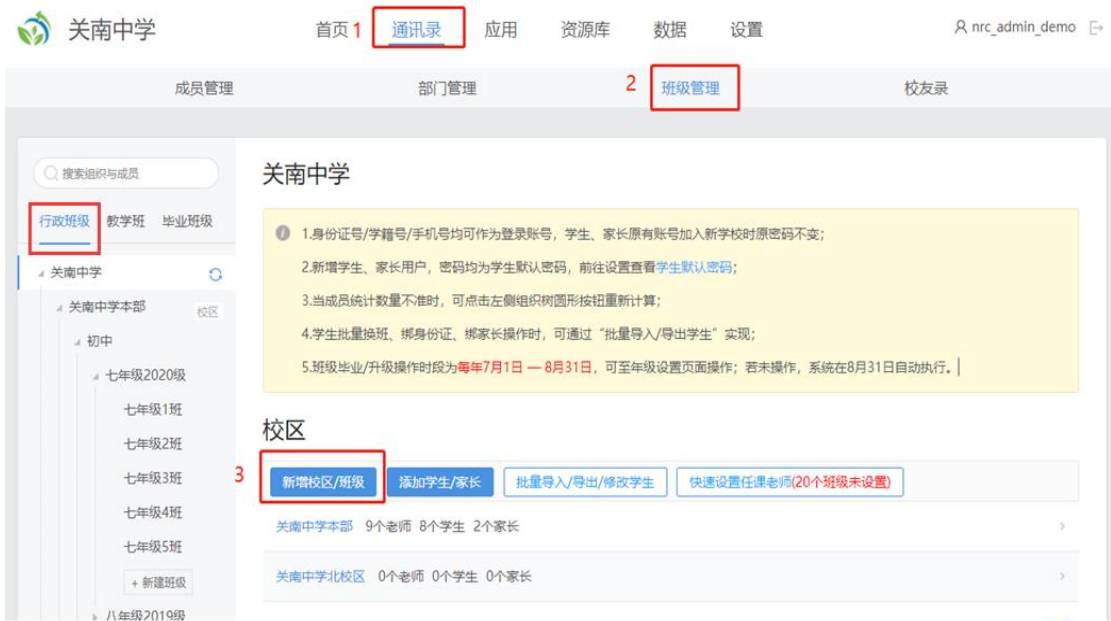 关南中学
首页 1 通讯录 应用 资源库 数据 设置
nrc_admin_demo
成员管理 部门管理 2 班级管理 校友录
搜索组织与成员
行政班级 教学班 毕业班级
关南中学
关南中学本部 校区
初中
七年级2020级
七年级1班
七年级2班
七年级3班
七年级4班
七年级5班
+ 新建班级
八年级2019级
关南中学
1.身份证号/学籍号/手机号均可作为登录账号，学生、家长原有账号加入新学校时原密码不变；
2.新增学生、家长用户，密码均为学生默认密码，前往设置查看学生默认密码；
3.当成员统计数量不准时，可点击左侧组织树圆形按钮重新计算；
4.学生批量换班、绑身份证、绑家长操作时，可通过“批量导入/导出学生”实现；
5.班级毕业/升级操作时段为每年7月1日 — 8月31日，可至年级设置页面操作；若未操作，系统在8月31日自动执行。
校区
3 新增校区/班级 添加学生/家长 批量导入/导出/修改学生 快速设置任课老师(20个班级未设置)
关南中学本部 9个老师 8个学生 2个家长
关南中学北校区 0个老师 0个学生 0个家长